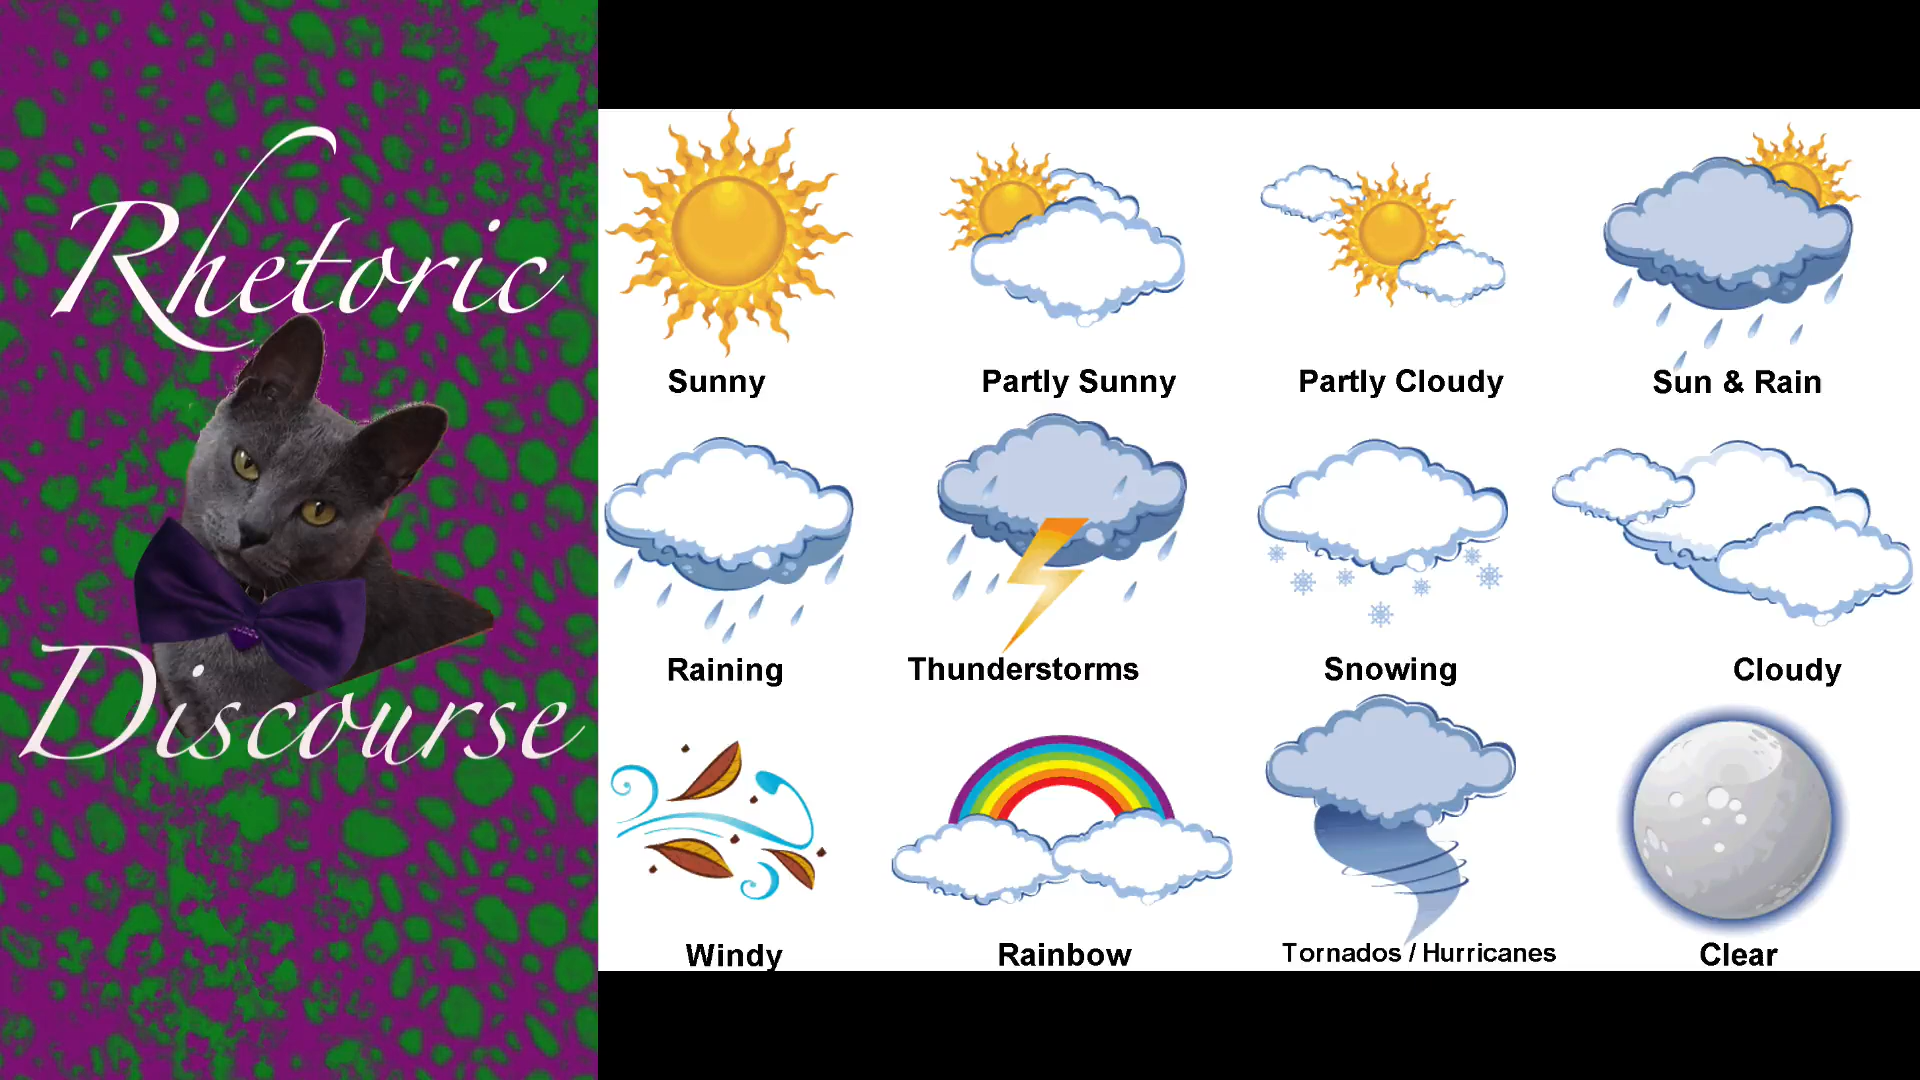 Rhetoric
Discourse
Sunny
Partly Sunny
Partly Cloudy
Sun & Rain
Raining
Thunderstorms
Snowing
Cloudy
Windy
Rainbow
Tornados / Hurricanes
Clear